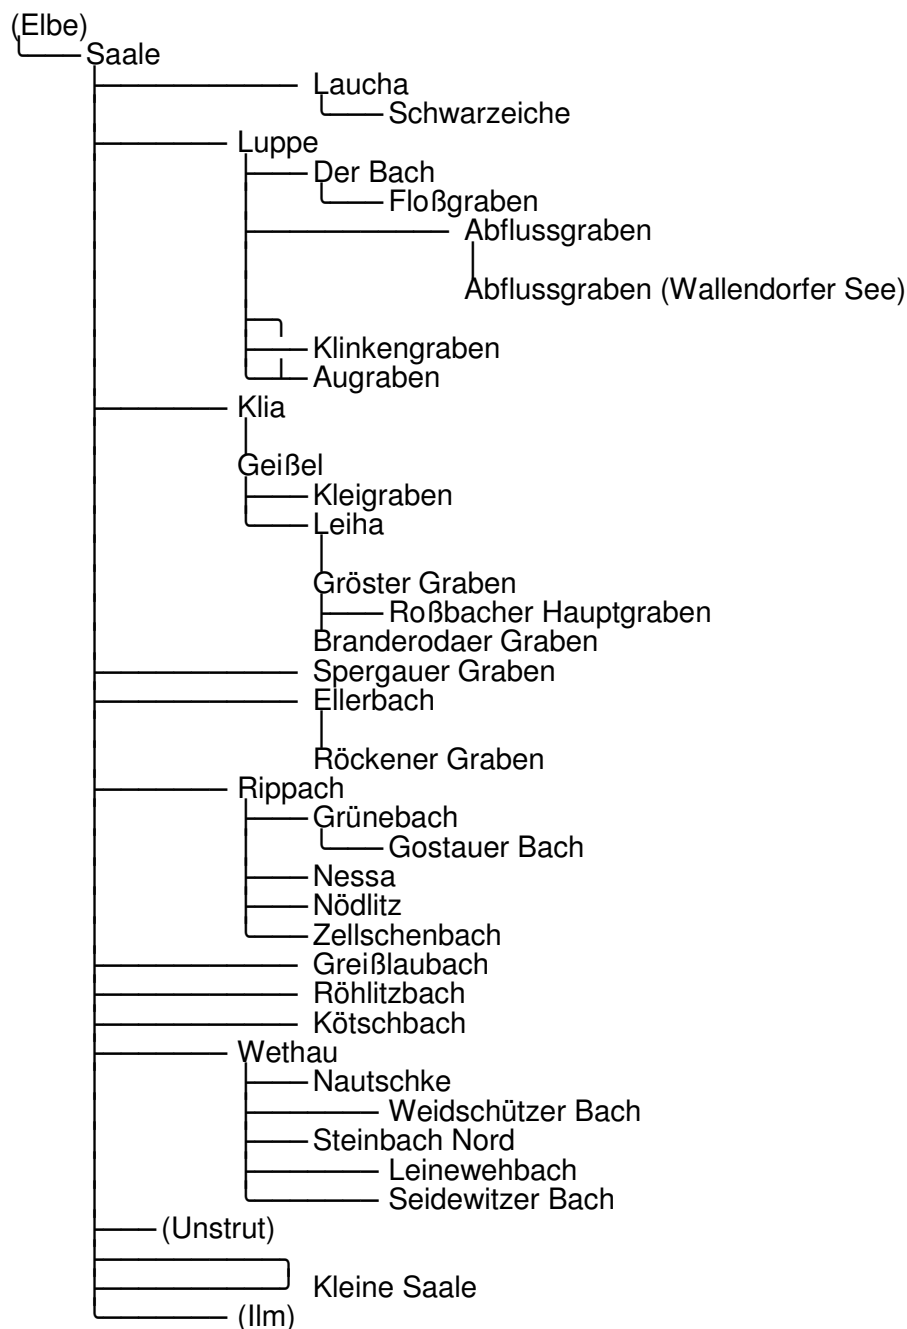 (Elbe)
Saale
Laucha
Schwarzeiche
Luppe
Der Bach
Floßgraben
Abflussgraben
Abflussgraben (Wallendorfer See)
Klinkengraben
Augraben
Klia
Geißel
Kleigraben
Leiha
Gröster Graben
Roßbacher Hauptgraben
Branderodaer Graben
Spergauer Graben
Ellerbach
Röckener Graben
Rippach
Grünebach
Gostauer Bach
Nessa
Nödlitz
Zellschenbach
Greißlaubach
Röhlitzbach
Kötschbach
Wethau
Nautschke
Weidschützer Bach
Steinbach Nord
Leinewehbach
Seidewitzer Bach
(Unstrut)
Kleine Saale
(Ilm)